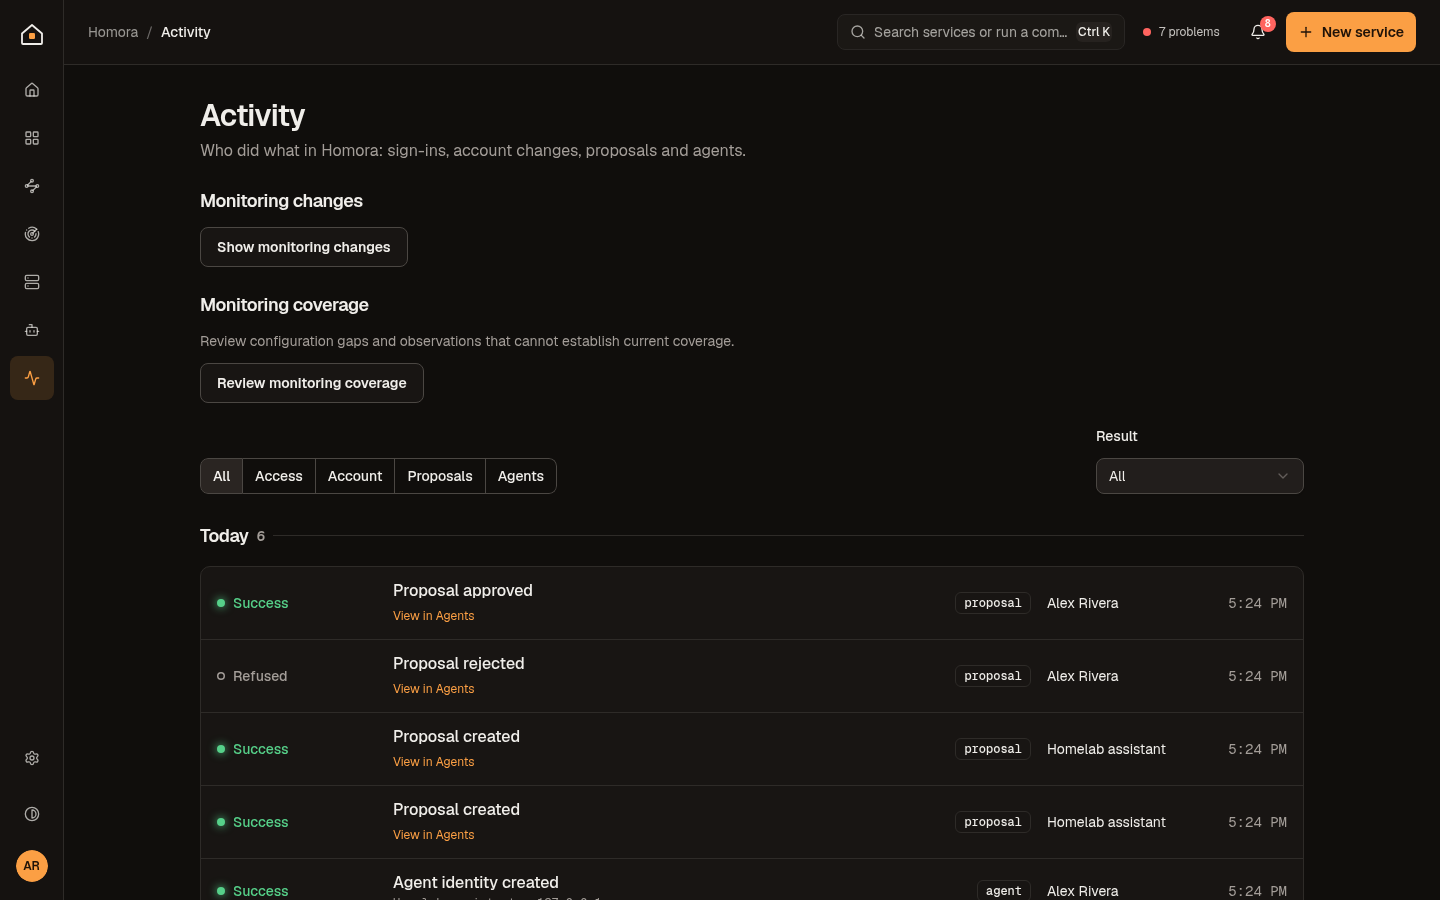 Homora / Activity
Search services or run a com... Ctrl K
7 problems
8
New service
Activity
Who did what in Homora: sign-ins, account changes, proposals and agents.
Monitoring changes
Show monitoring changes
Monitoring coverage
Review configuration gaps and observations that cannot establish current coverage.
Review monitoring coverage
Result
All Access Account Proposals Agents
All
Today 6
Success Proposal approved proposal Alex Rivera 5:24 PM
View in Agents
Refused Proposal rejected proposal Alex Rivera 5:24 PM
View in Agents
Success Proposal created proposal Homelab assistant 5:24 PM
View in Agents
Success Proposal created proposal Homelab assistant 5:24 PM
View in Agents
Success Agent identity created agent Alex Rivera 5:24 PM
AR